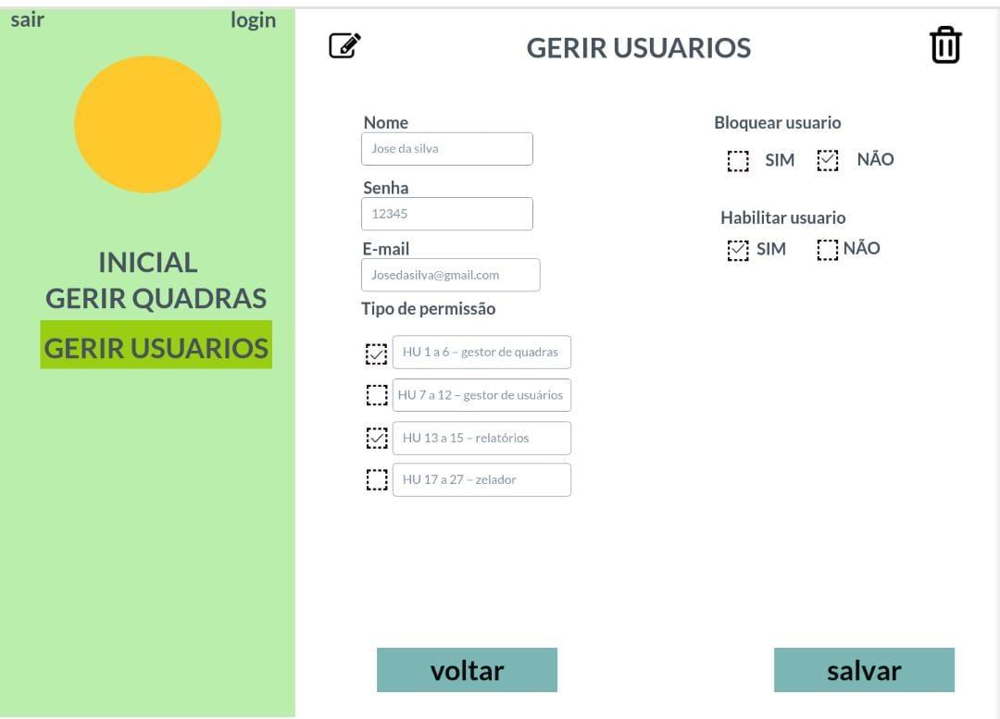 sair
login
INICIAL
GERIR QUADRAS
GERIR USUARIOS
GERIR USUARIOS
Nome
Jose da silva
Senha
12345
E-mail
Josedasilva@gmail.com
Tipo de permissão
HU 1 a 6 – gestor de quadras
HU 7 a 12 – gestor de usuários
HU 13 a 15 – relatórios
HU 17 a 27 – zelador
Bloquear usuario
SIM NÃO
Habilitar usuario
SIM NÃO
voltar
salvar